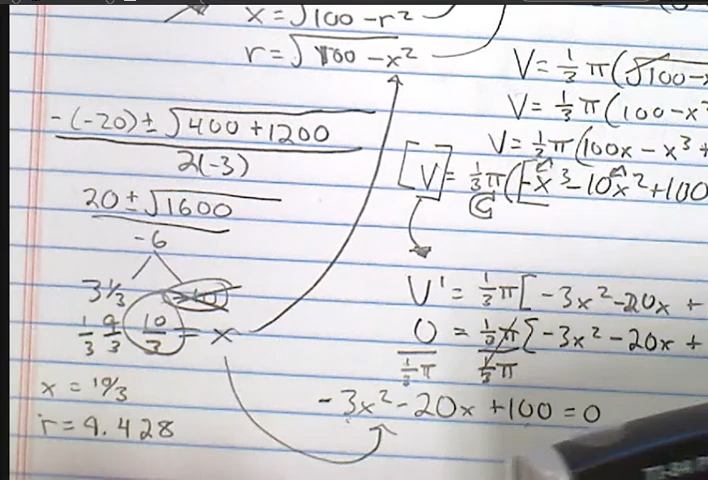 x = √100 - r²
r = √100 - x²
-(-20) ± √400 + 1200
2(-3)
20 ± √1600
-6
3 1/3
1/3 9/3 10/3 = x
x = 10/3
r = 9.428
V = 1/3 π (√100 -
V = 1/3 π (100 - x²
V = 1/3 π (100x - x³ +
[V] = 1/3 π (-x³ - 10x² + 100
V' = 1/3 π [ -3x² - 20x +
0 = 1/3 π [ -3x² - 20x +
1/3 π 1/3 π
-3x² - 20x + 100 = 0